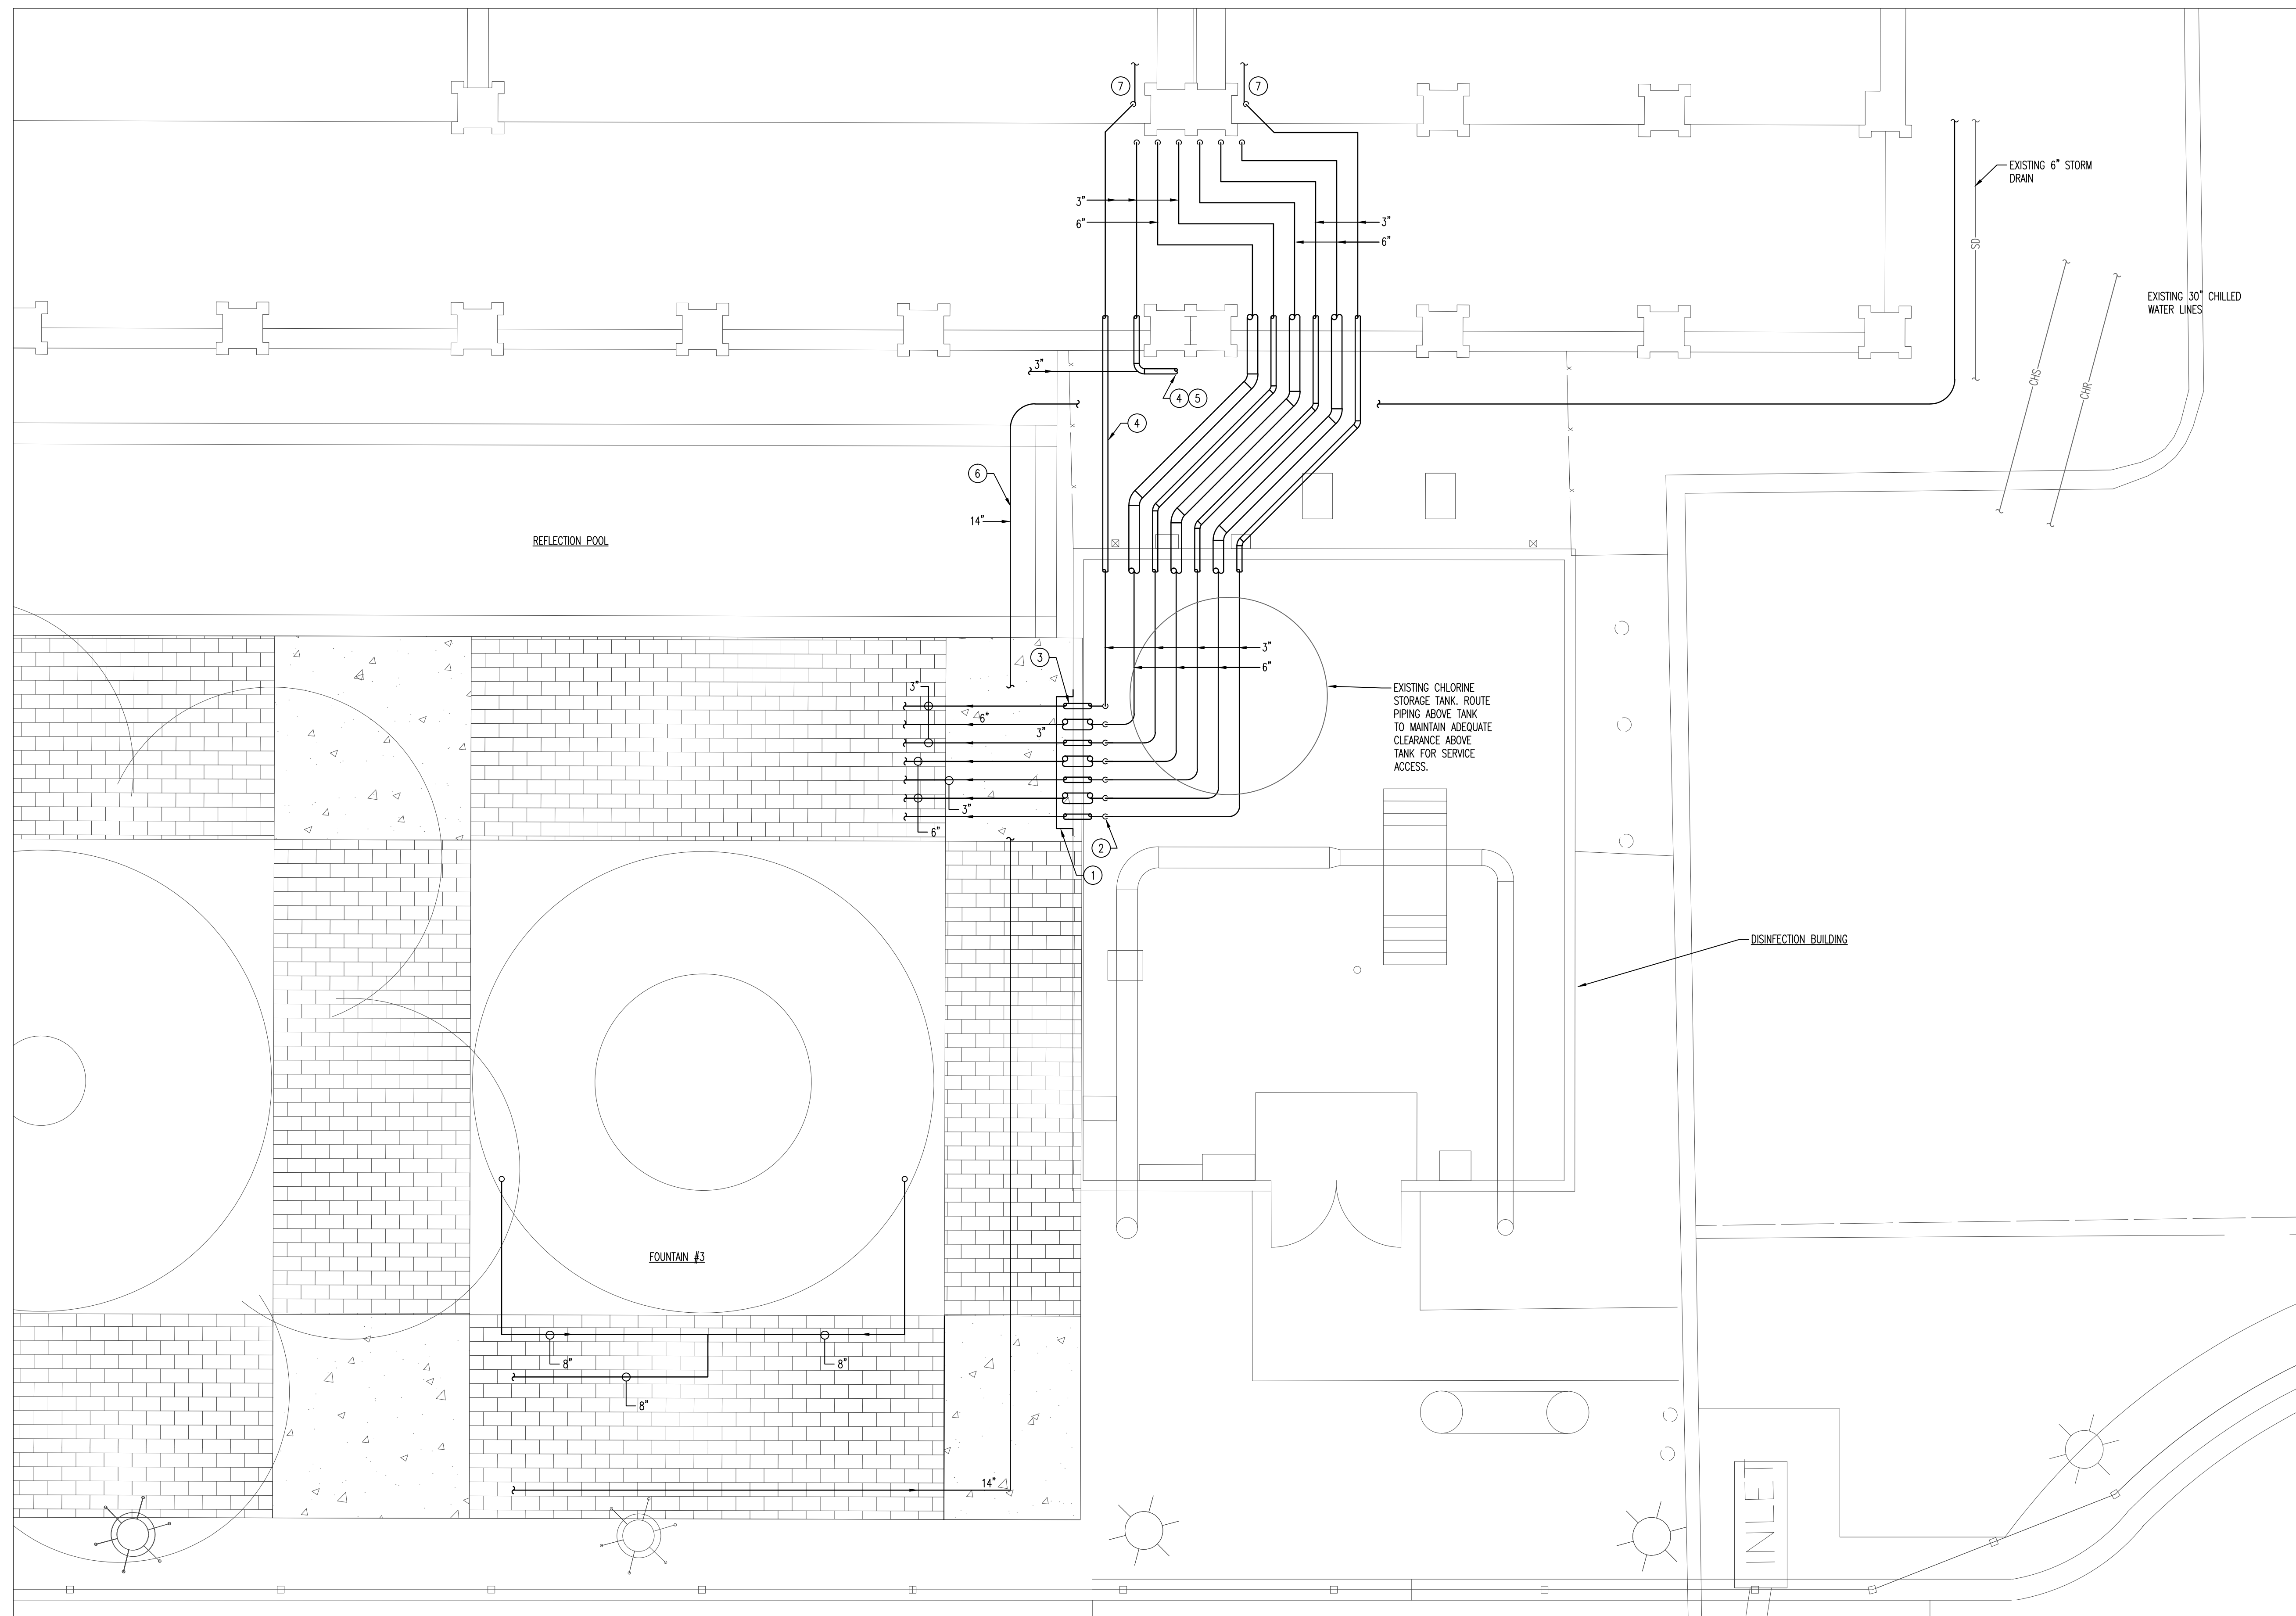 7
7
EXISTING 6" STORM
DRAIN
3"
6"
3"
6"
SD
EXISTING 30" CHILLED
WATER LINES
3"
4
5
CHS
CHR
4
6
14"
REFLECTION POOL
3"
3
6"
3"
6"
3"
EXISTING CHLORINE
STORAGE TANK. ROUTE
PIPING ABOVE TANK
TO MAINTAIN ADEQUATE
CLEARANCE ABOVE
TANK FOR SERVICE
ACCESS.
3"
6"
2
1
DISINFECTION BUILDING
FOUNTAIN #3
8"
8"
8"
14"
INLET